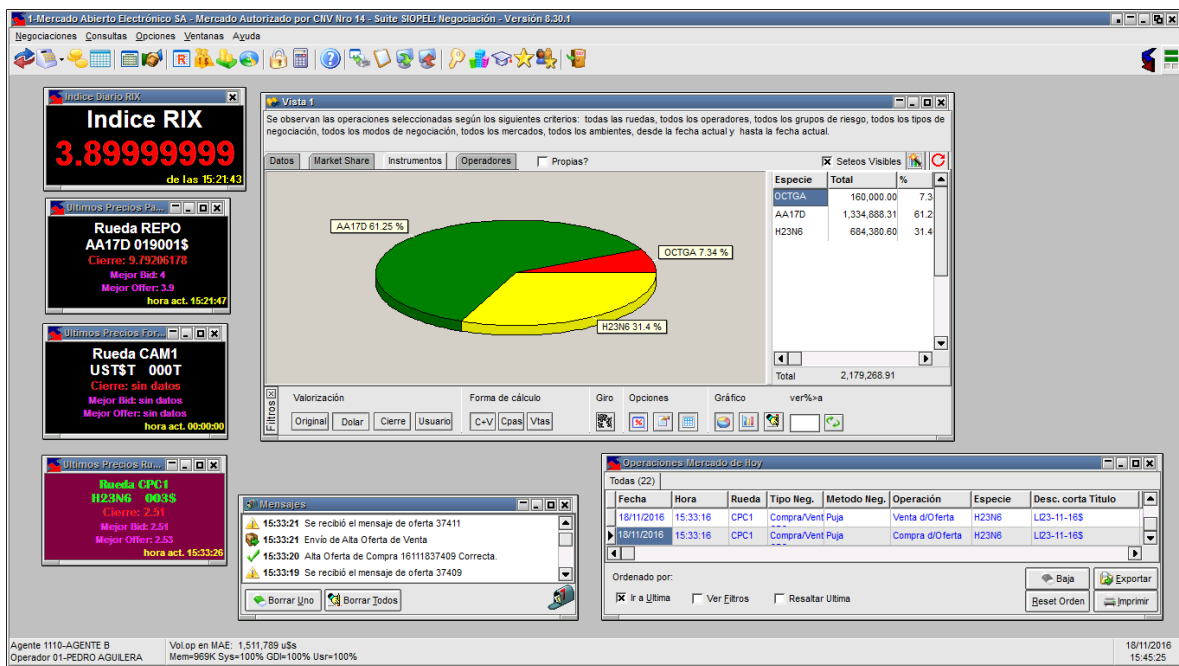 1-Mercado Abierto Electrónico SA - Mercado Autorizado por CNV Nro 14 - Suite SIOPEL: Negociación - Versión 8.30.1
Negociaciones Consultas Opciones Ventanas Ayuda
Indice Diario RIX
Indice RIX
3.89999999
de las 15:21:43
Ultimos Precios Pa...
Rueda REPO
AA17D 019001$
Cierre: 9.79206178
Mejor Bid: 4
Mejor Offer: 3.9
hora act. 15:21:47
Ultimos Precios For...
Rueda CAM1
UST$T 000T
Cierre: sin datos
Mejor Bid: sin datos
Mejor Offer: sin datos
hora act. 00:00:00
Ultimos Precios Ru...
Rueda CPC1
H23N6 003$
Cierre: 2.51
Mejor Bid: 2.51
Mejor Offer: 2.53
hora act. 15:33:26
Vista 1
Se observan las operaciones seleccionadas según los siguientes criterios: todas las ruedas, todos los operadores, todos los grupos de riesgo, todos los tipos de
negociación, todos los modos de negociación, todos los mercados, todos los ambientes, desde la fecha actual y hasta la fecha actual.
Datos Market Share Instrumentos Operadores Propias? Seteos Visibles
AA17D 61.25 %
OCTGA 7.34 %
H23N6 31.4 %
Especie Total %
OCTGA 160,000.00 7.3
AA17D 1,334,888.31 61.2
H23N6 684,380.60 31.4
Total 2,179,268.91
Filtros
Valorización Forma de cálculo Giro Opciones Gráfico ver%>a
Original Dolar Cierre Usuario C+V Cpas Vtas
Mensajes
15:33:21 Se recibió el mensaje de oferta 37411
15:33:21 Envío de Alta Oferta de Venta
15:33:20 Alta Oferta de Compra 16111837409 Correcta.
15:33:19 Se recibió el mensaje de oferta 37409
Borrar Uno Borrar Todos
Operaciones Mercado de Hoy
Todas (22)
Fecha Hora Rueda Tipo Neg. Metodo Neg. Operación Especie Desc. corta Titulo
18/11/2016 15:33:16 CPC1 Compra/Vent Puja Venta d/Oferta H23N6 LI23-11-16$
18/11/2016 15:33:16 CPC1 Compra/Vent Puja Compra d/Oferta H23N6 LI23-11-16$
Ordenado por:
Baja Exportar
Ir a Ultima Ver Filtros Resaltar Ultima
Reset Orden Imprimir
Agente 1110-AGENTE B Vol.op en MAE: 1,511,789 u$s 18/11/2016
Operador 01-PEDRO AGUILERA Mem=969K Sys=100% GDI=100% Usr=100% 15:45:25